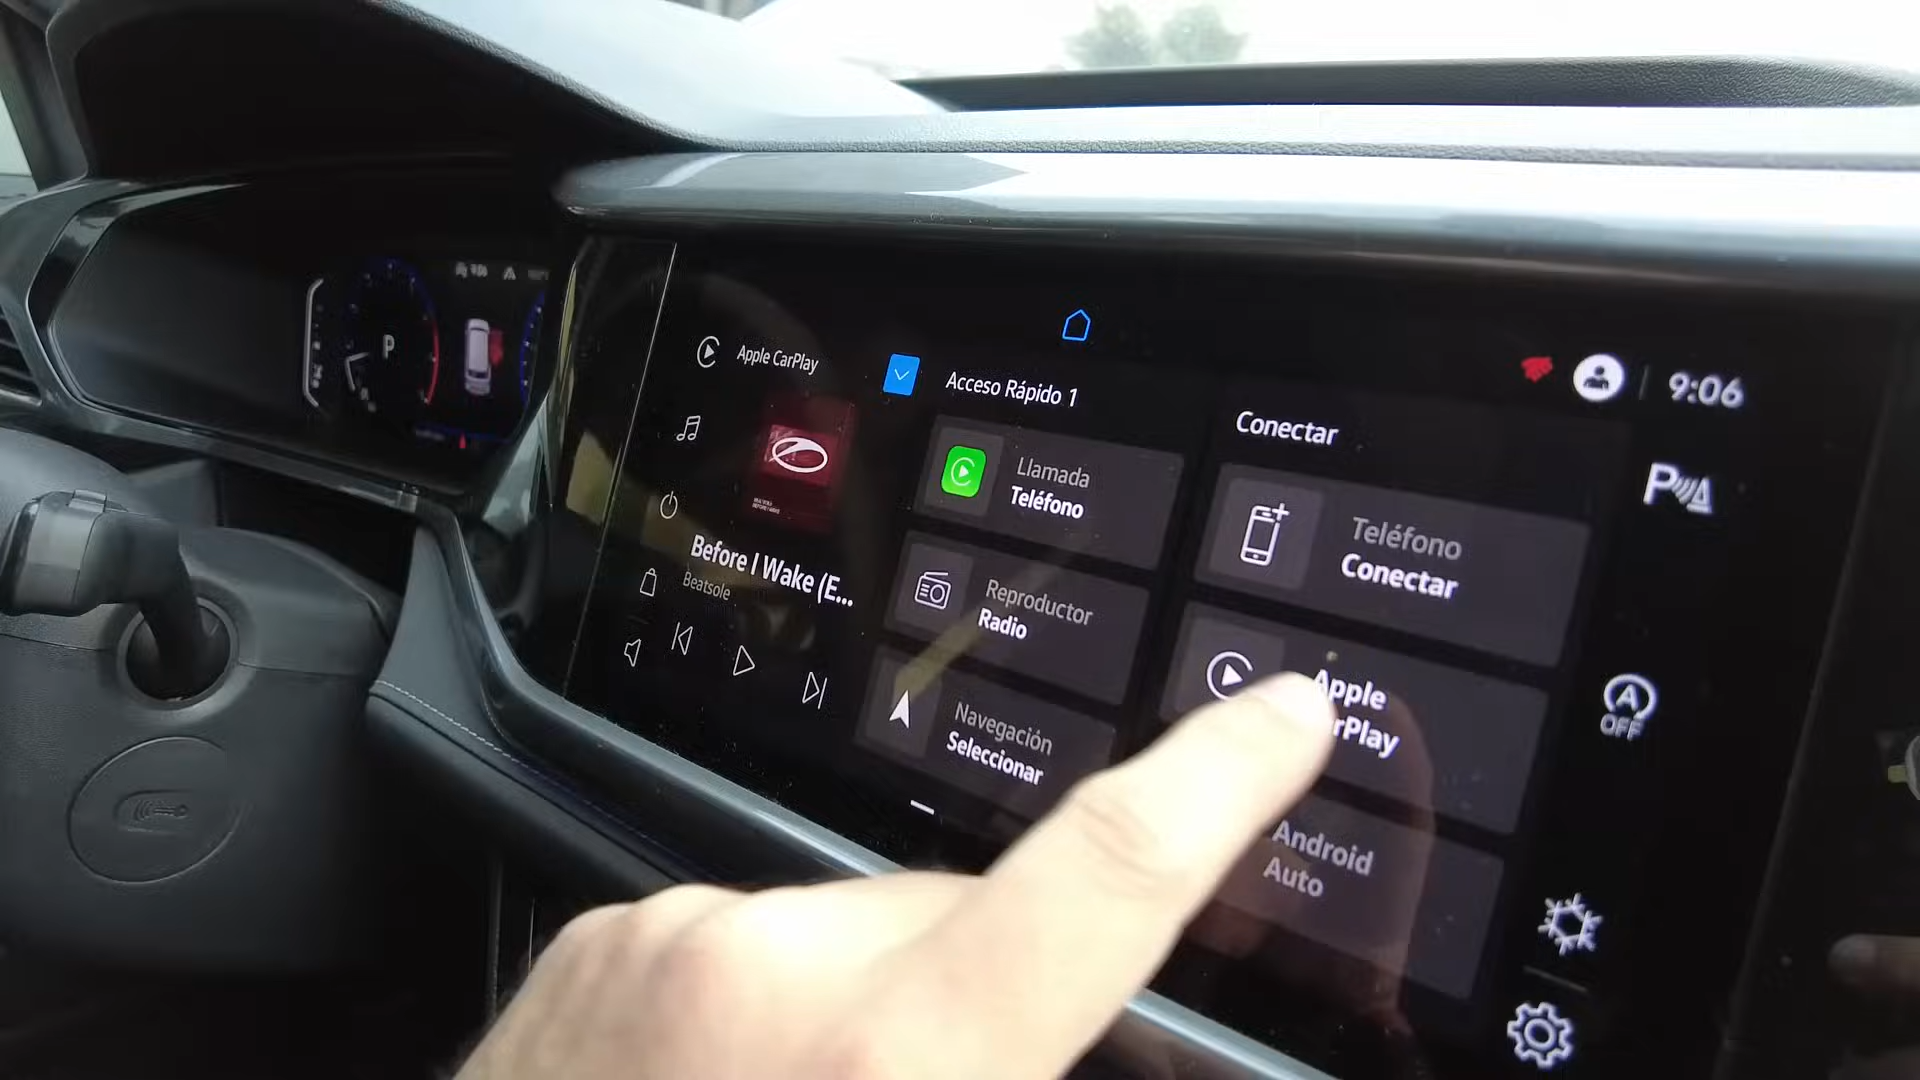 P
Apple CarPlay
Before I Wake (E...
Beatsole
Acceso Rápido 1
Llamada
Teléfono
Reproductor
Radio
Navegación
Seleccionar
Conectar
Teléfono
Conectar
Apple
rPlay
Android
Auto
9:06
P
A
OFF